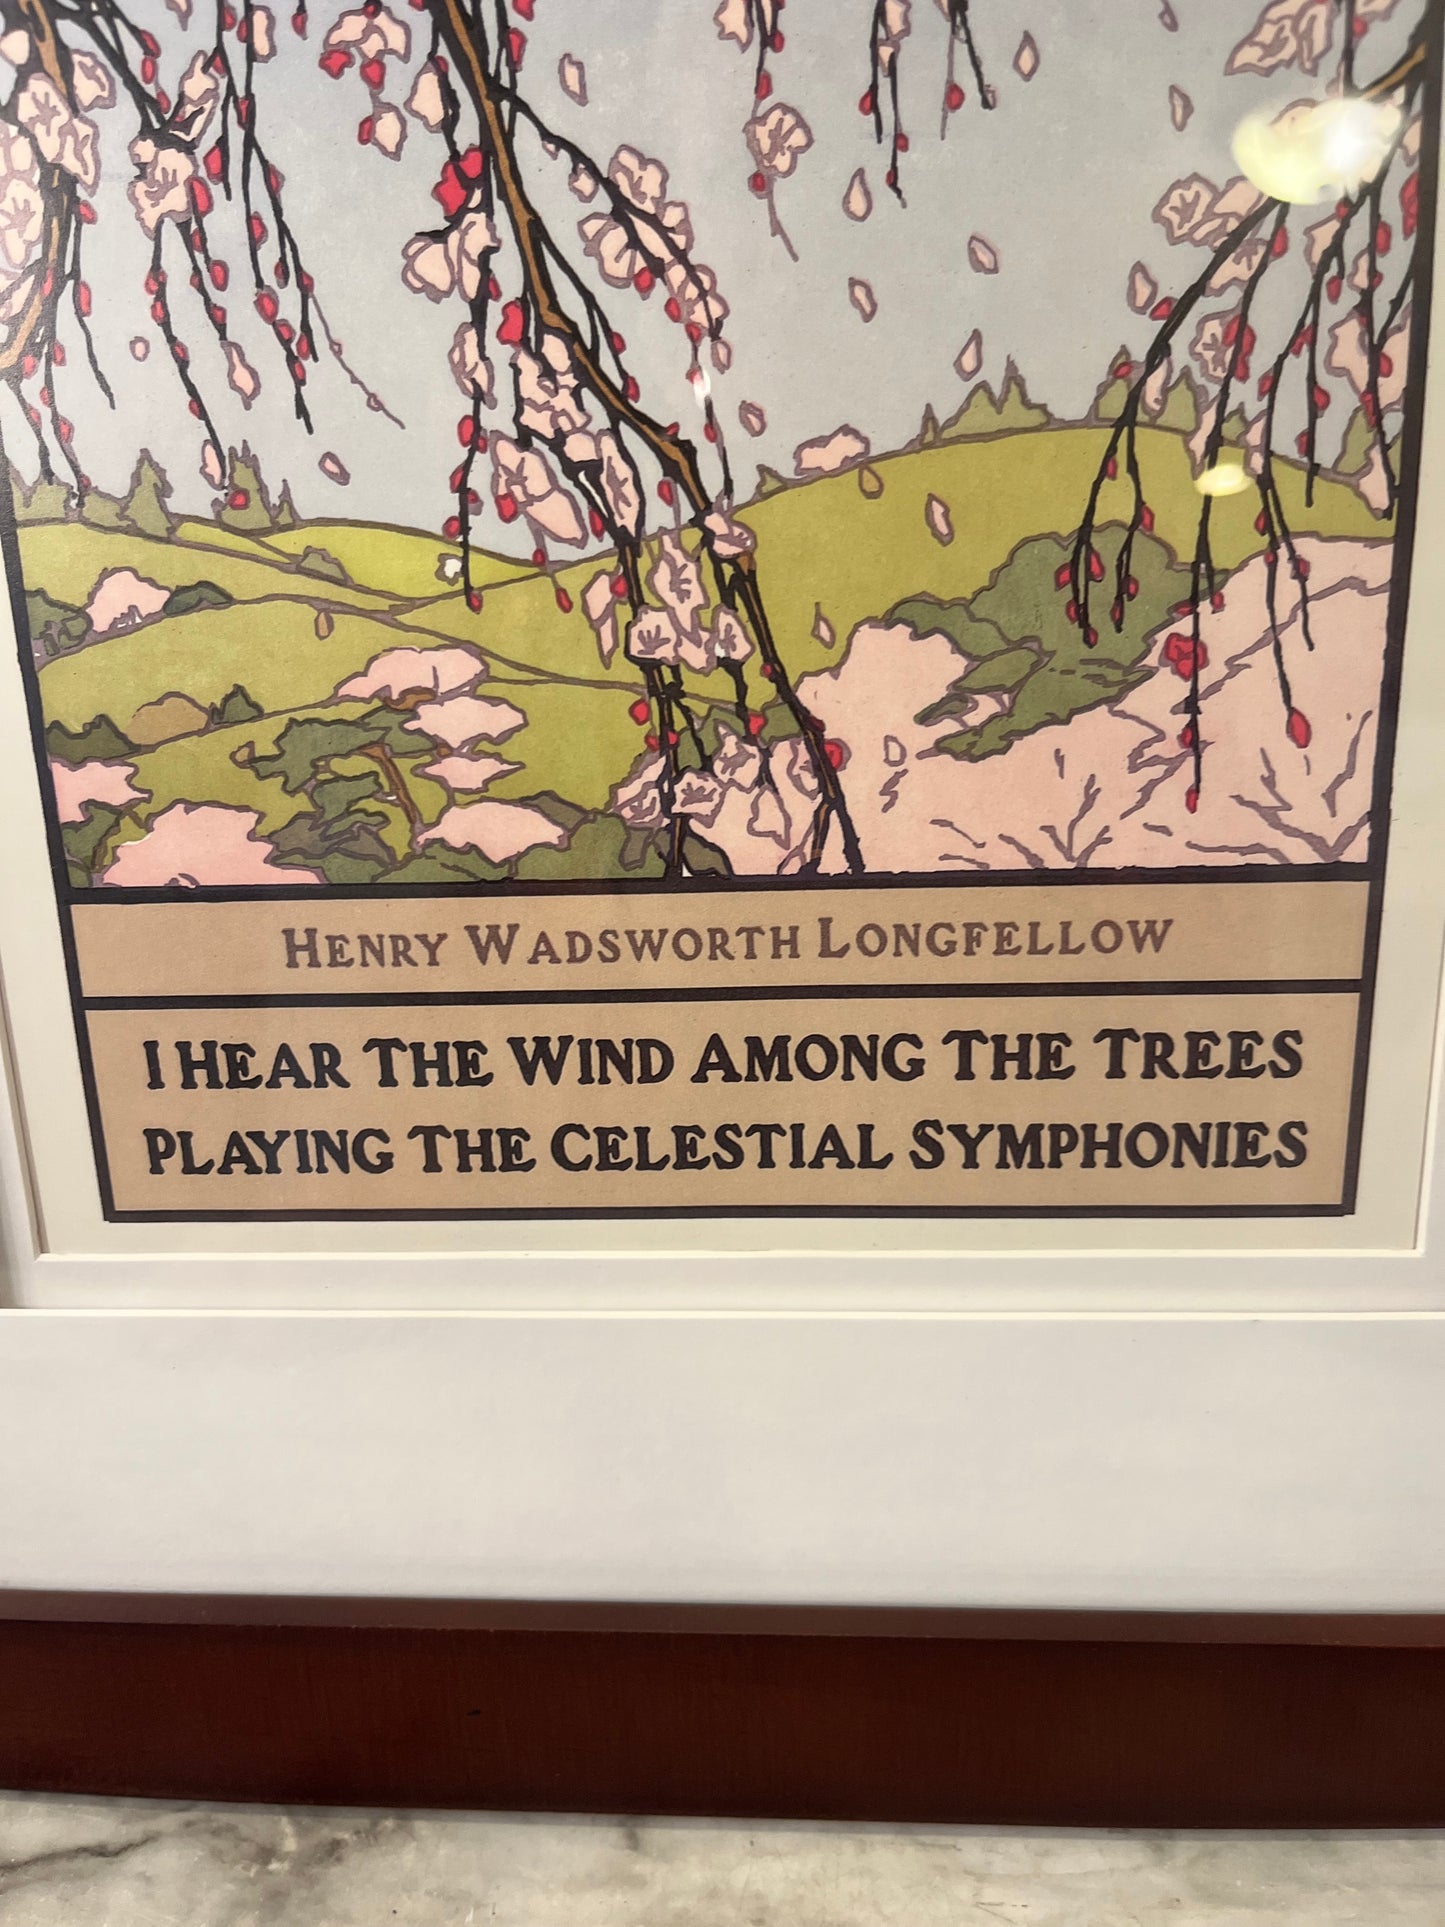 HENRY WADSWORTH LONGFELLOW
I HEAR THE WIND AMONG THE TREES
PLAYING THE CELESTIAL SYMPHONIES